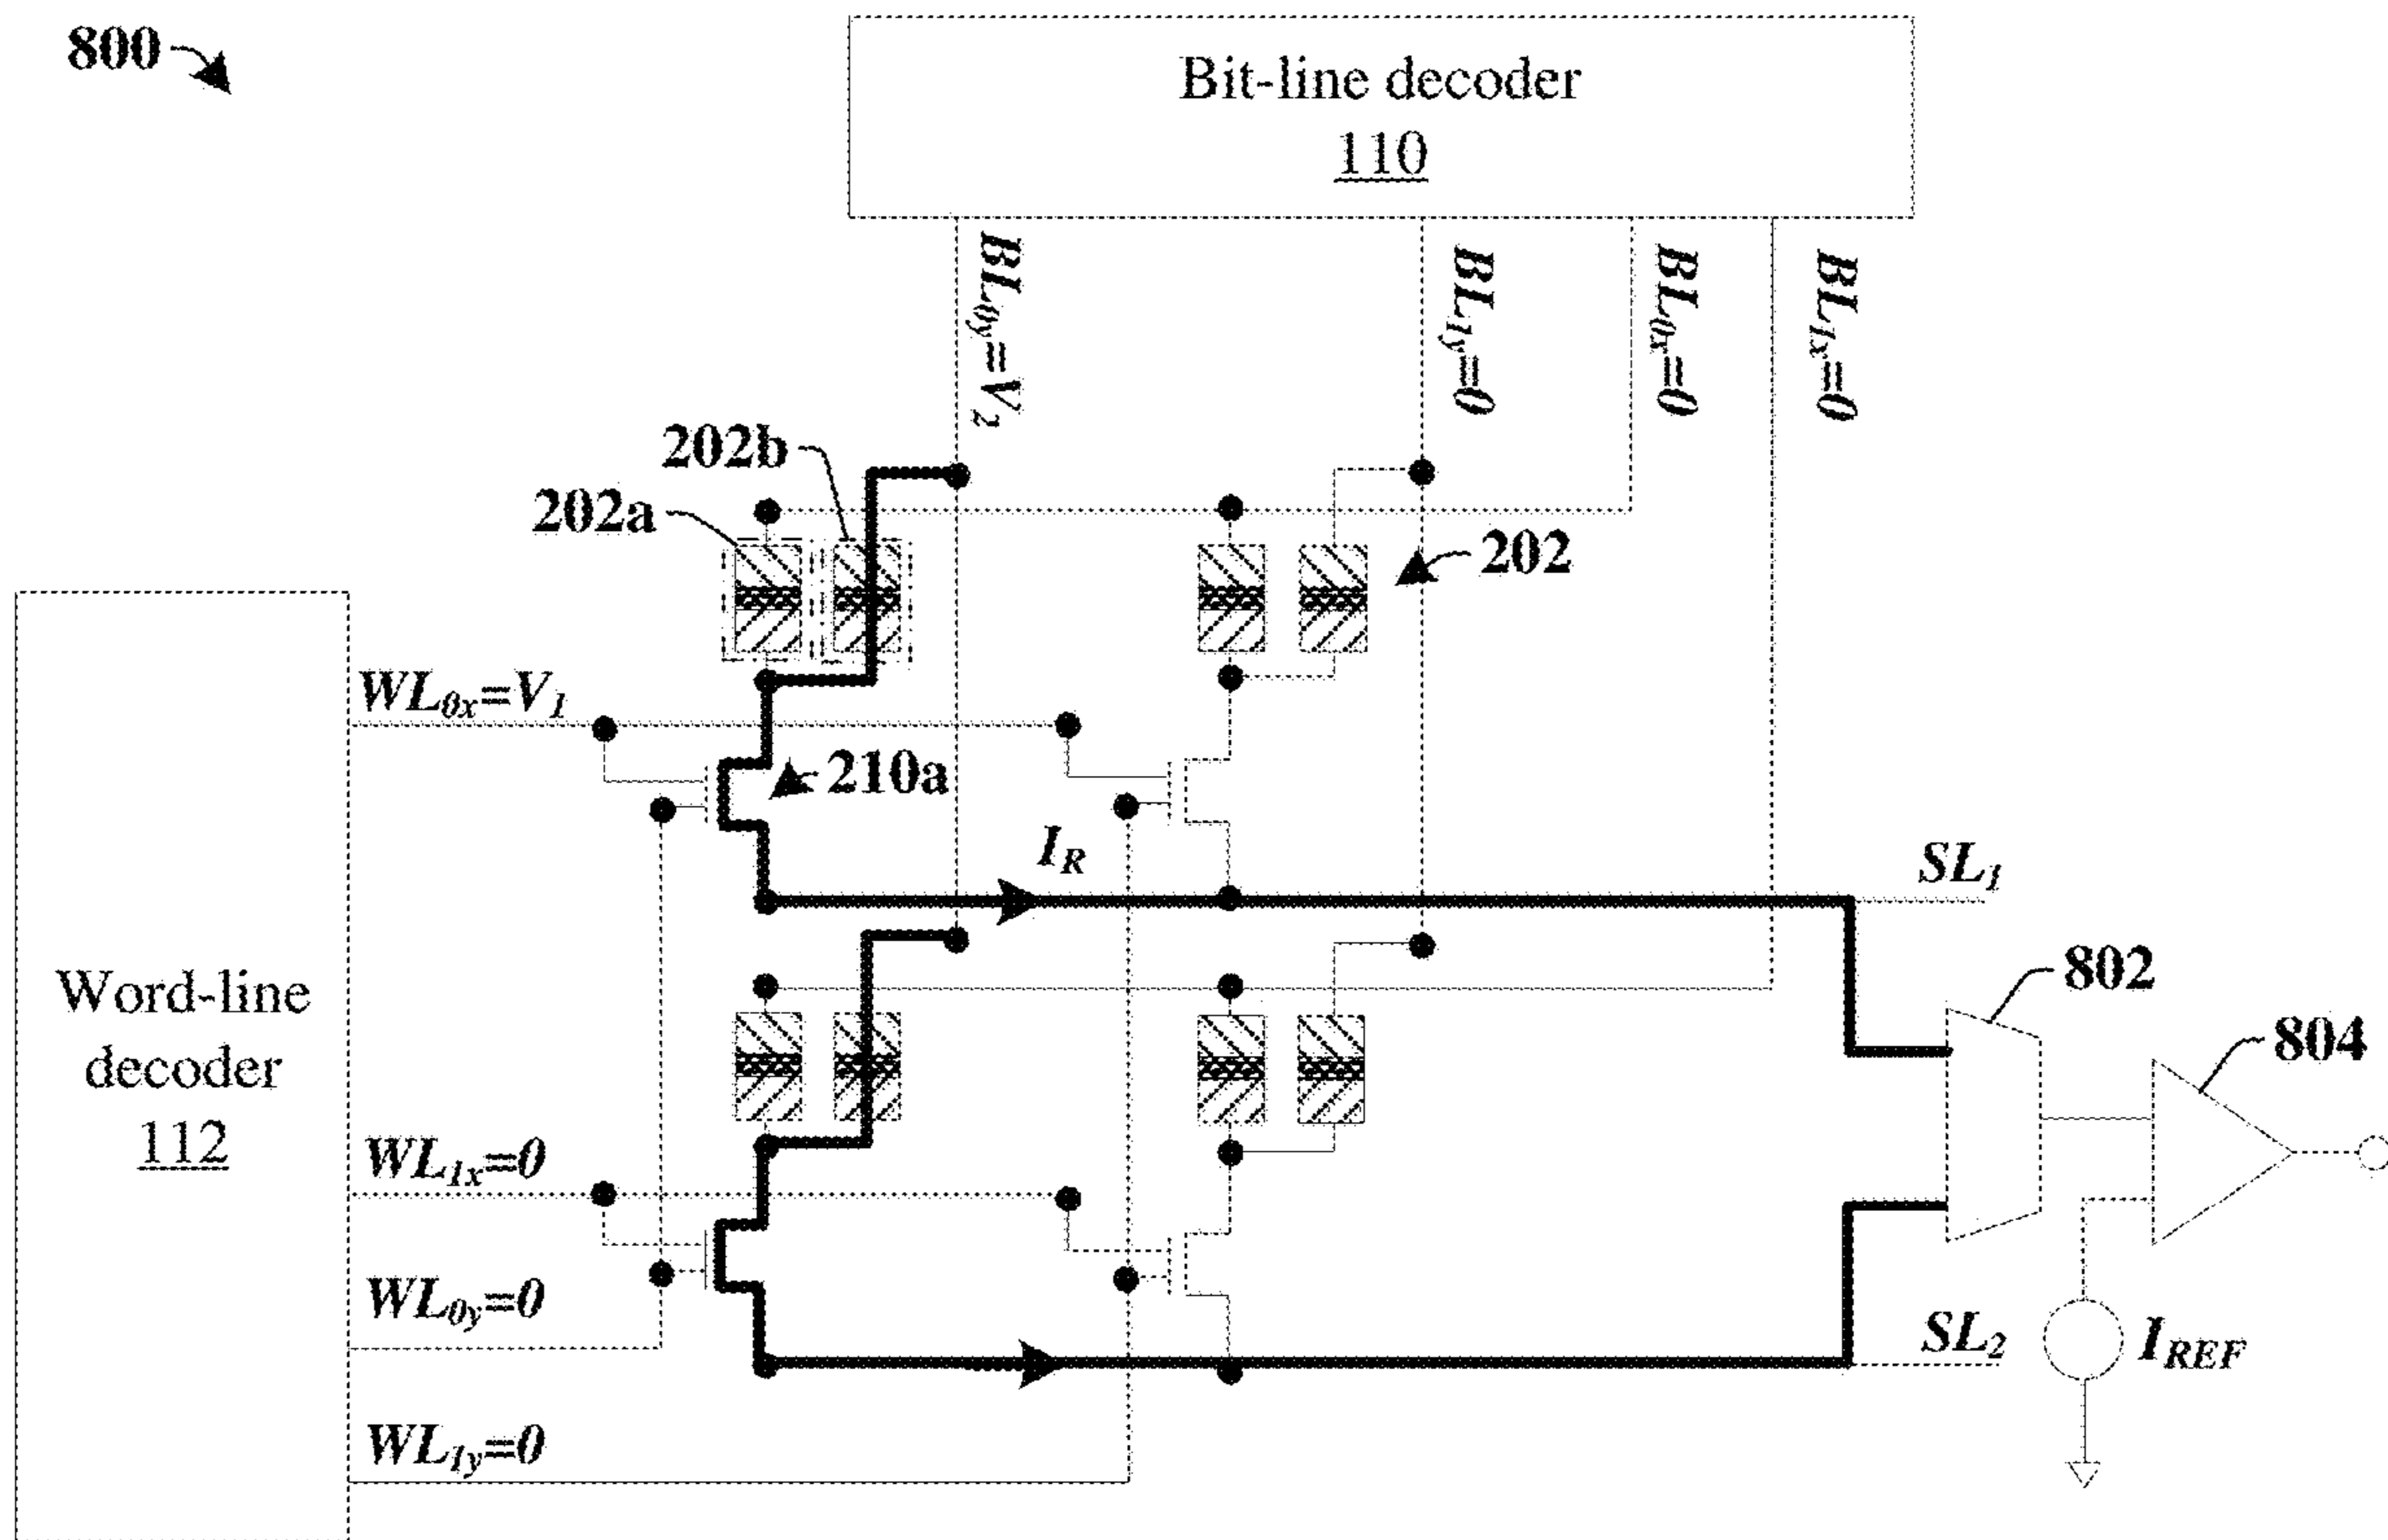 800
Bit-line decoder
110
BL0y=V2
BL1y=0
BL0x=0
BL1x=0
202b
202a
202
WL0x=V1
210a
IR
SL1
Word-line
decoder
112
802
804
WL1x=0
WL0y=0
SL2
IREF
WL1y=0